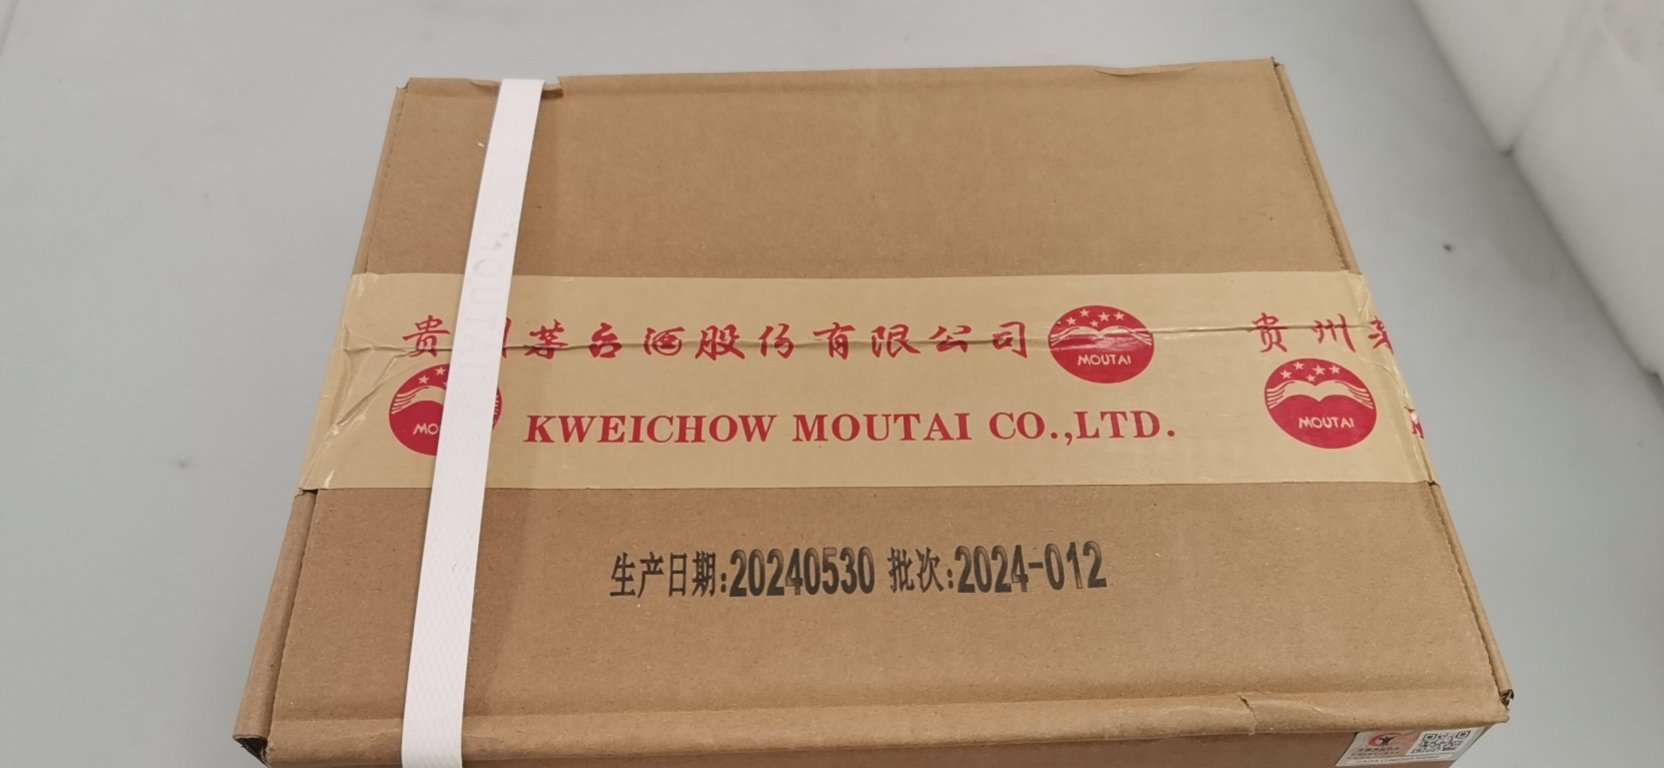 贵州茅台酒股份有限公司 MOUTAI 贵州茅
MOUTAI
KWEICHOW MOUTAI CO.,LTD. MOUTAI
生产日期:20240530 批次:2024-012